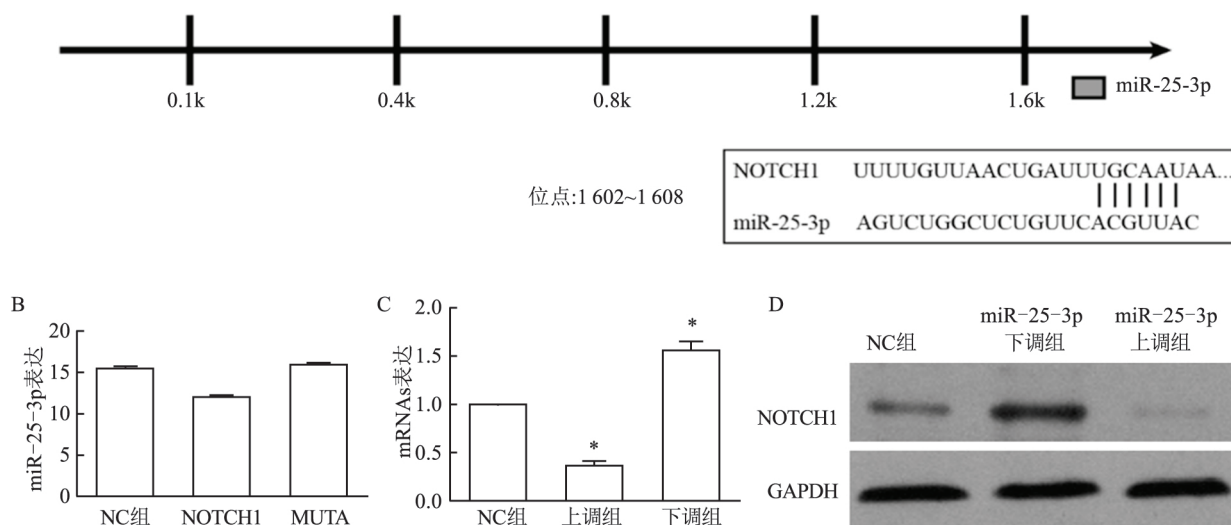 0.1k 0.4k 0.8k 1.2k 1.6k
miR-25-3p
NOTCH1 UUUUGUUAACUGAUUUGCAAUAA...
位点:1 602~1 608
miR-25-3p AGUCUGGCUCUGUUCACGUUAC
B
miR-25-3p表达
20
15
10
5
0
NC组 NOTCH1 MUTA
C
mRNAs表达
2.0
1.5
1.0
0.5
0.0
*
*
NC组 上调组 下调组
D
NC组
miR-25-3p
下调组
miR-25-3p
上调组
NOTCH1
GAPDH